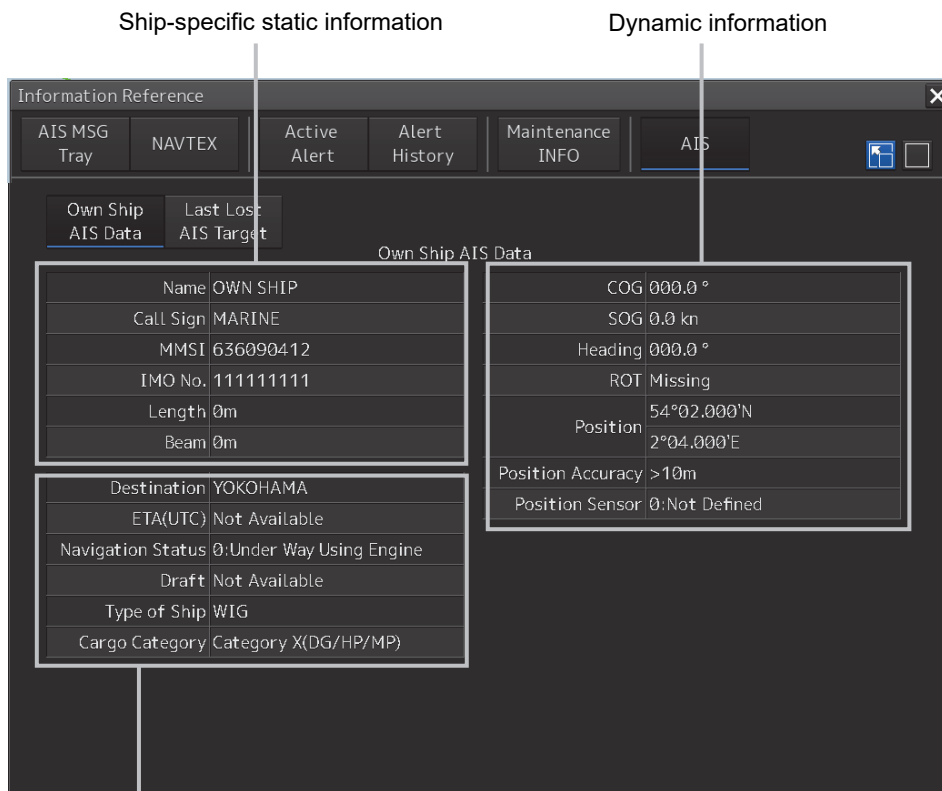 Ship-specific static information
Dynamic information
Information Reference
AIS MSG Tray
NAVTEX
Active Alert
Alert History
Maintenance INFO
AIS
Own Ship AIS Data
Last Lost AIS Target
Own Ship AIS Data
Name OWN SHIP
Call Sign MARINE
MMSI 636090412
IMO No. 111111111
Length 0m
Beam 0m
Destination YOKOHAMA
ETA(UTC) Not Available
Navigation Status 0:Under Way Using Engine
Draft Not Available
Type of Ship WIG
Cargo Category Category X(DG/HP/MP)
COG 000.0 °
SOG 0.0 kn
Heading 000.0 °
ROT Missing
Position 54°02.000'N
2°04.000'E
Position Accuracy >10m
Position Sensor 0:Not Defined